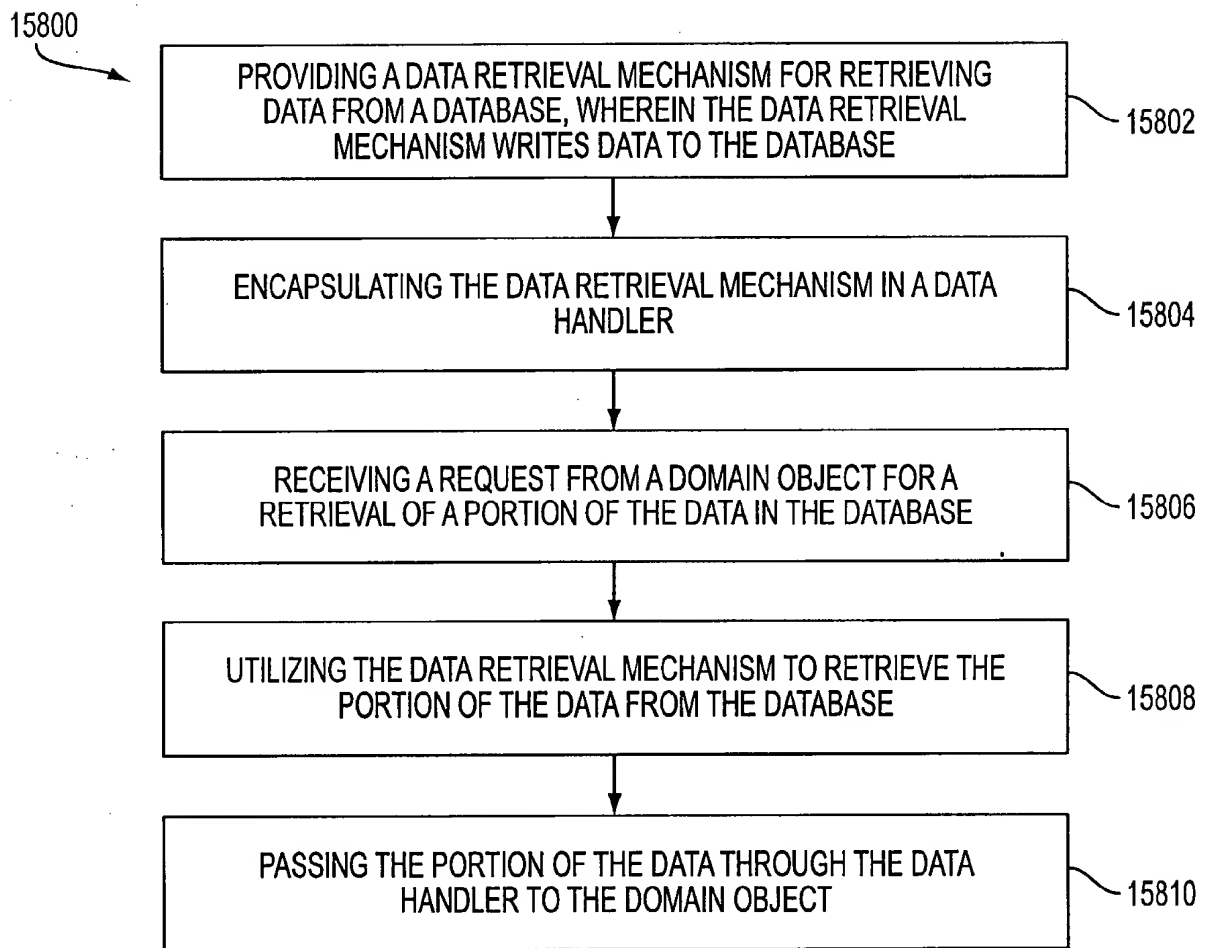 15800
PROVIDING A DATA RETRIEVAL MECHANISM FOR RETRIEVING
DATA FROM A DATABASE, WHEREIN THE DATA RETRIEVAL
MECHANISM WRITES DATA TO THE DATABASE
15802
ENCAPSULATING THE DATA RETRIEVAL MECHANISM IN A DATA
HANDLER
15804
RECEIVING A REQUEST FROM A DOMAIN OBJECT FOR A
RETRIEVAL OF A PORTION OF THE DATA IN THE DATABASE
15806
UTILIZING THE DATA RETRIEVAL MECHANISM TO RETRIEVE THE
PORTION OF THE DATA FROM THE DATABASE
15808
PASSING THE PORTION OF THE DATA THROUGH THE DATA
HANDLER TO THE DOMAIN OBJECT
15810